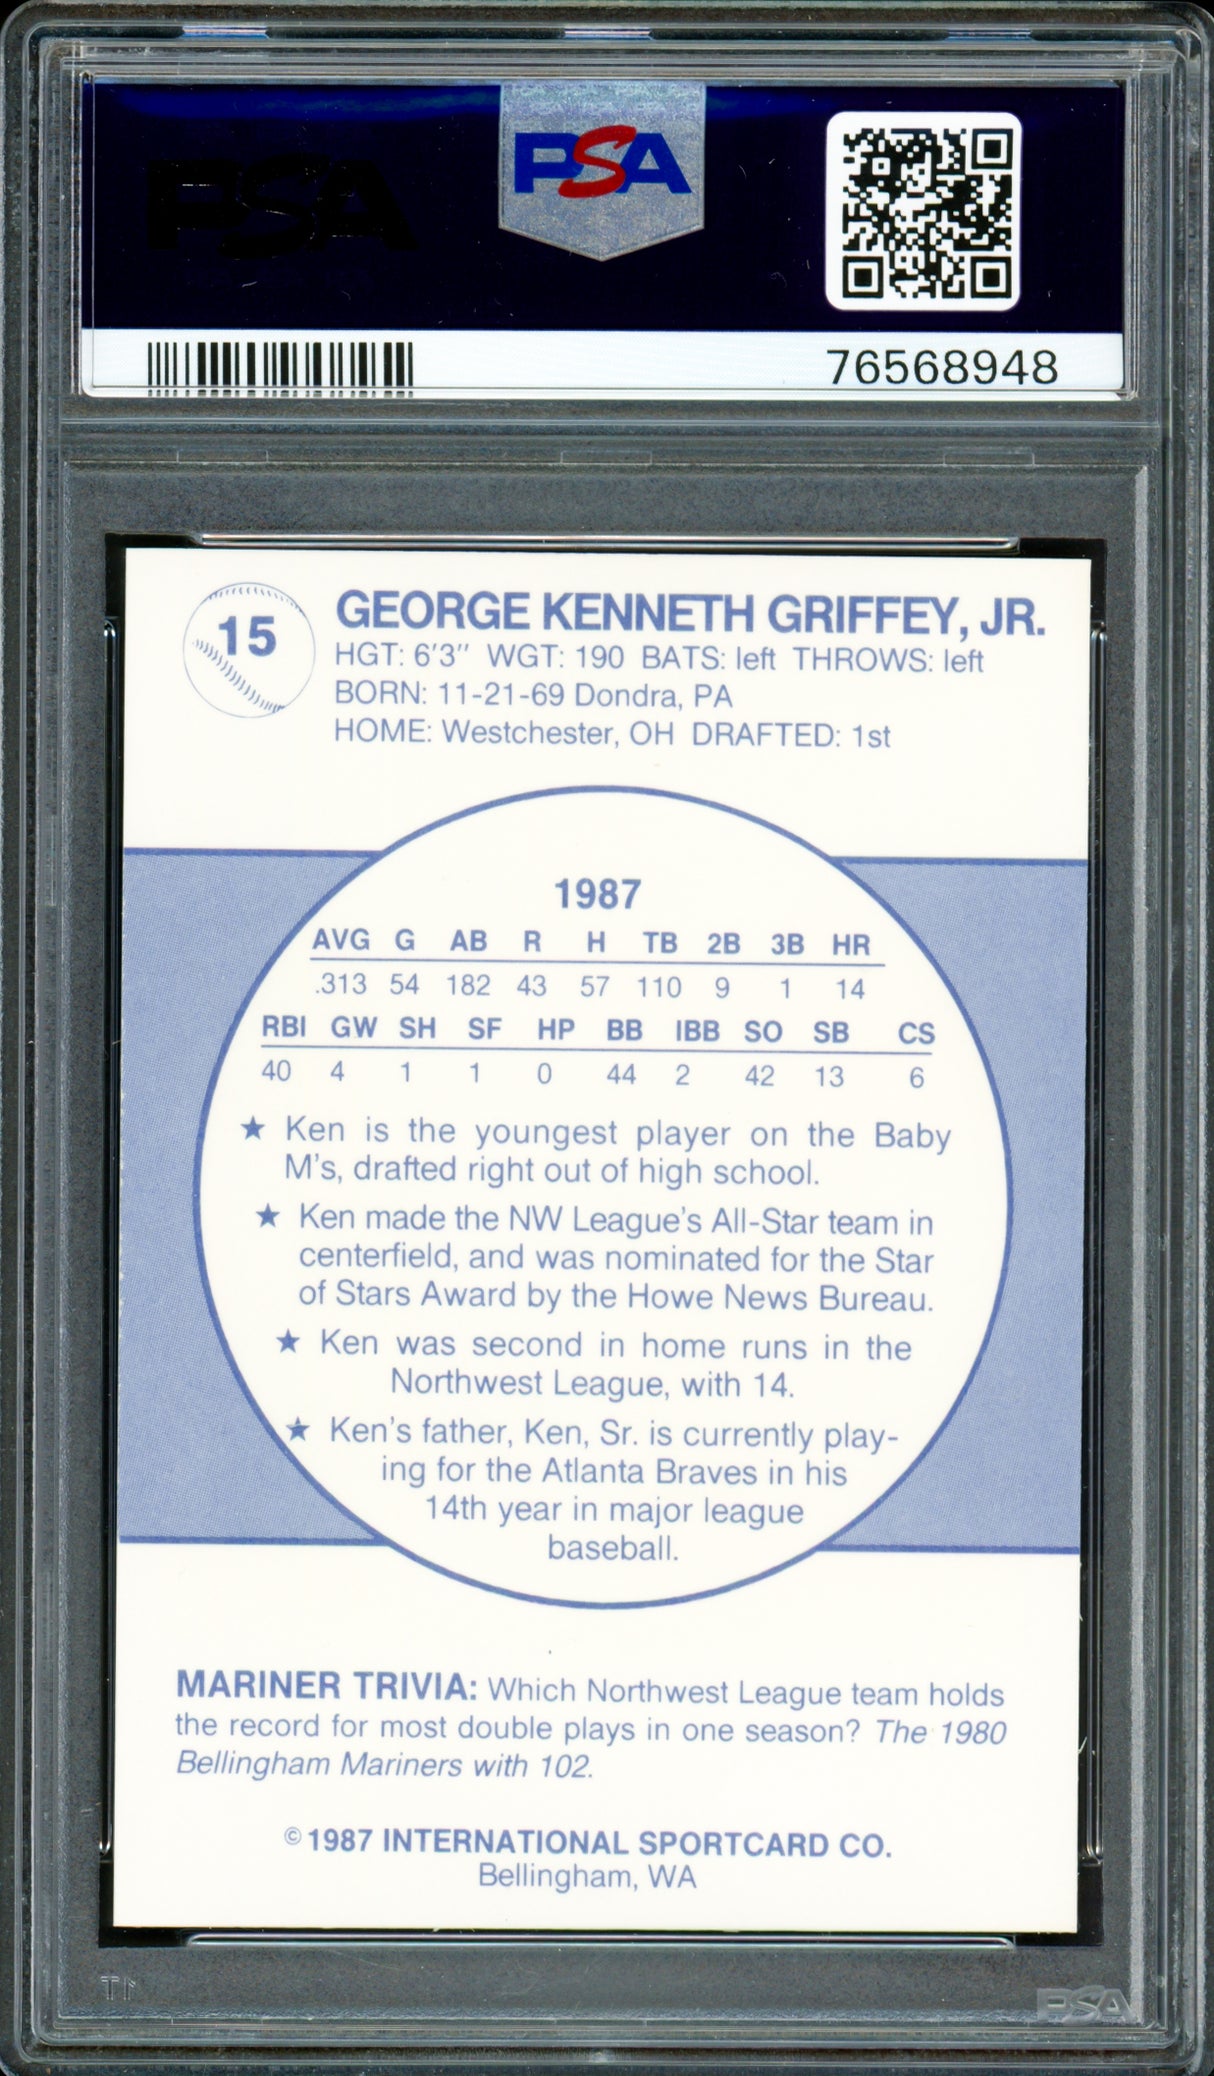 PSA
PSA
76568948
15
GEORGE KENNETH GRIFFEY, JR.
HGT: 6'3" WGT: 190 BATS: left THROWS: left
BORN: 11-21-69 Dondra, PA
HOME: Westchester, OH DRAFTED: 1st
1987
AVG G AB R H TB 2B 3B HR
.313 54 182 43 57 110 9 1 14
RBI GW SH SF HP BB IBB SO SB CS
40 4 1 1 0 44 2 42 13 6
★ Ken is the youngest player on the Baby
M's, drafted right out of high school.
★ Ken made the NW League's All-Star team in
centerfield, and was nominated for the Star
of Stars Award by the Howe News Bureau.
★ Ken was second in home runs in the
Northwest League, with 14.
★ Ken's father, Ken, Sr. is currently play-
ing for the Atlanta Braves in his
14th year in major league
baseball.
MARINER TRIVIA: Which Northwest League team holds
the record for most double plays in one season? The 1980
Bellingham Mariners with 102.
© 1987 INTERNATIONAL SPORTCARD CO.
Bellingham, WA
PSA